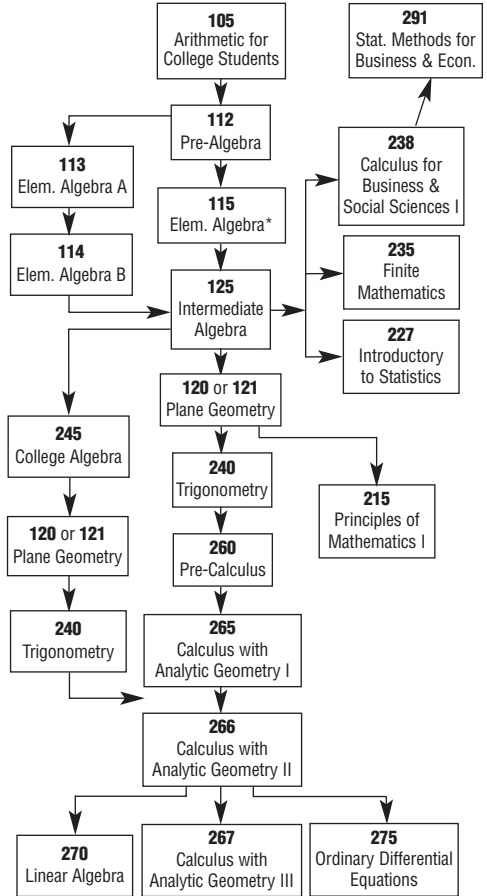 105
Arithmetic for
College Students
291
Stat. Methods for
Business & Econ.
112
Pre-Algebra
113
Elem. Algebra A
115
Elem. Algebra*
238
Calculus for
Business &
Social Sciences I
114
Elem. Algebra B
125
Intermediate
Algebra
235
Finite
Mathematics
227
Introductory
to Statistics
120 or 121
Plane Geometry
245
College Algebra
240
Trigonometry
215
Principles of
Mathematics I
120 or 121
Plane Geometry
260
Pre-Calculus
240
Trigonometry
265
Calculus with
Analytic Geometry I
266
Calculus with
Analytic Geometry II
270
Linear Algebra
267
Calculus with
Analytic Geometry III
275
Ordinary Differential
Equations